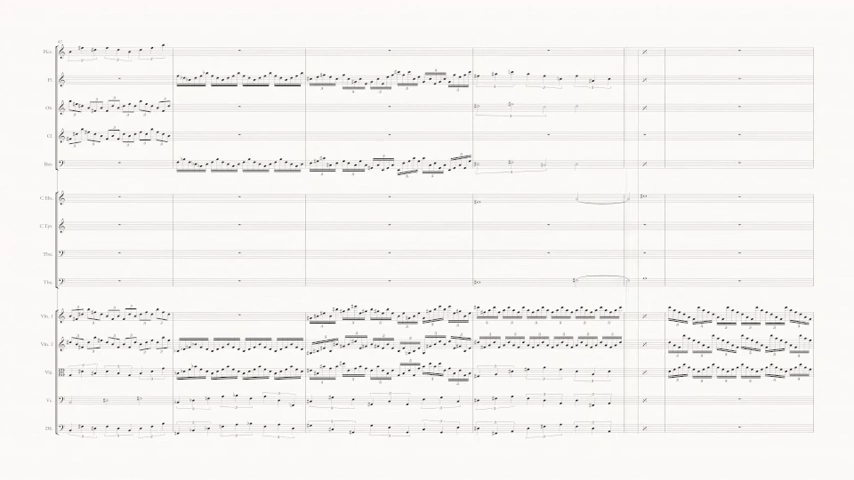 Picc.
Fl.
Ob.
Cl.
Bsn.
C Hn.
C Tpt.
Tbn.
Tba.
Vln. 1
Vln. 2
Vla.
Vc.
Db.